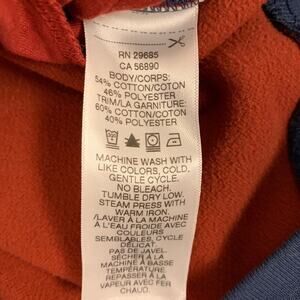 RN 29685
CA 56890
BODY/CORPS:
54% COTTON/COTON
46% POLYESTER
TRIM/LA GARNITURE:
60% COTTON/COTON
40% POLYESTER
MACHINE WASH WITH
LIKE COLORS, COLD.
GENTLE CYCLE.
NO BLEACH.
TUMBLE DRY LOW.
STEAM PRESS WITH
WARM IRON.
/LAVER À LA MACHINE
À L'EAU FROIDE AVEC
COULEURS
SEMBLABLES, CYCLE
DÉLICAT.
PAS DE JAVEL.
SÉCHER À LA MACHINE
À BASSE
TEMPÉRATURE.
REPASSER À LA
VAPEUR AVEC FER
CHAUD.